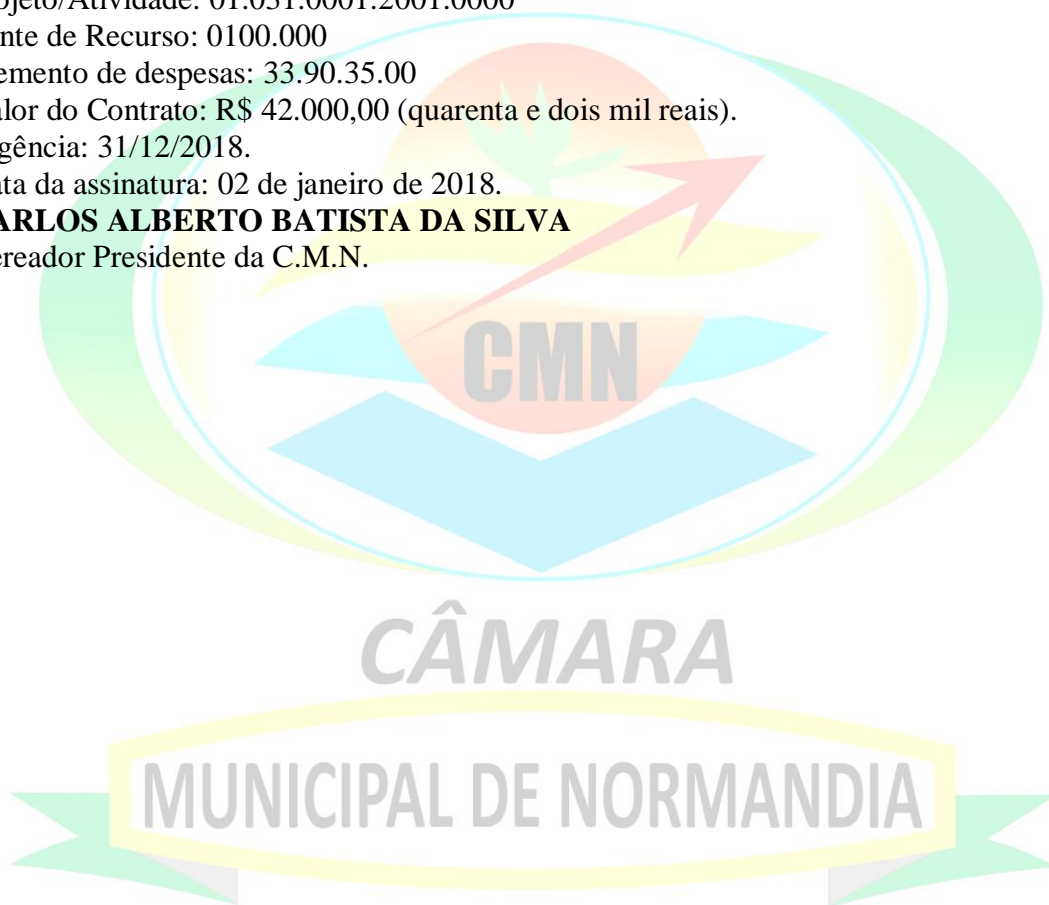 ojeto/Atividade: 01.031.0001.2001.0000
nte de Recurso: 0100.000
emento de despesas: 33.90.35.00
alor do Contrato: R$ 42.000,00 (quarenta e dois mil reais).
gência: 31/12/2018.
ata da assinatura: 02 de janeiro de 2018.
ARLOS ALBERTO BATISTA DA SILVA
ereador Presidente da C.M.N.
CMN
CÂMARA
MUNICIPAL DE NORMANDIA